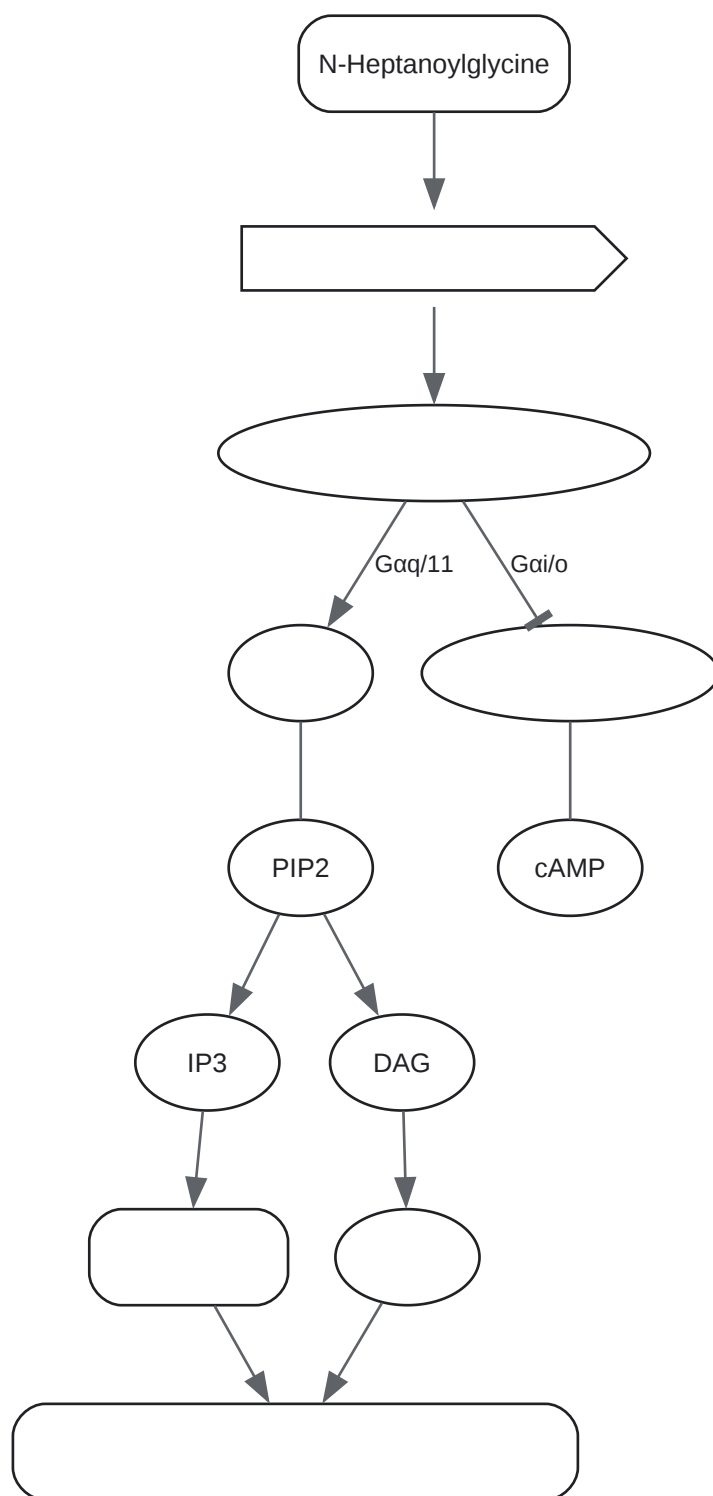 N-Heptanoylglycine
Gαq/11
Gαi/o
PIP2
cAMP
IP3
DAG